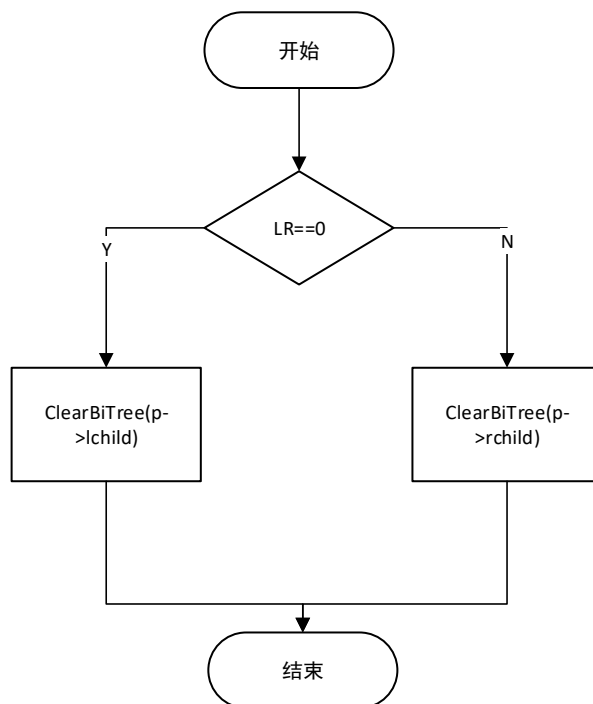 开始
LR==0
Y
N
ClearBiTree(p-
>lchild)
ClearBiTree(p-
>rchild)
结束